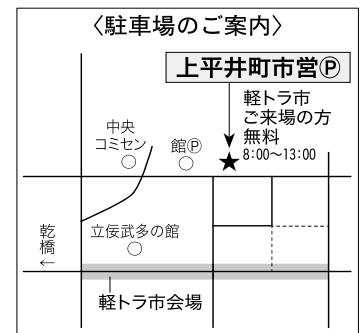 〈駐車場のご案内〉
上平井町市営Ⓟ
軽トラ市
ご来場の方
無料
8:00〜13:00
中央
コミセン
館Ⓟ
立佞武多の館
乾橋
←
軽トラ市会場